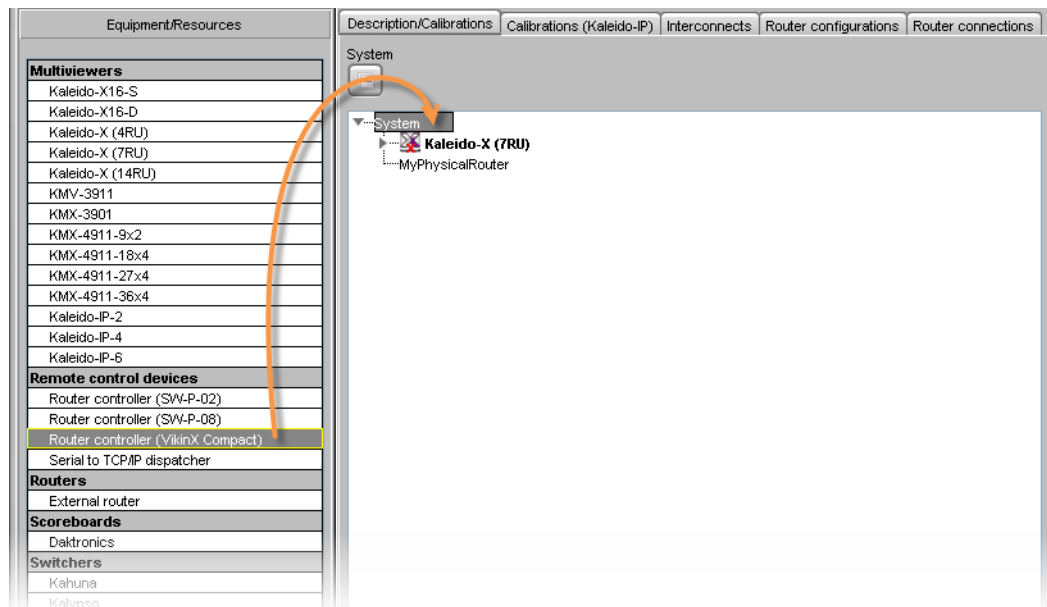 Equipment/Resources
Multiviewers
Kaleido-X16-S
Kaleido-X16-D
Kaleido-X (4RU)
Kaleido-X (7RU)
Kaleido-X (14RU)
KMV-3911
KMX-3901
KMX-4911-9x2
KMX-4911-18x4
KMX-4911-27x4
KMX-4911-36x4
Kaleido-IP-2
Kaleido-IP-4
Kaleido-IP-6
Remote control devices
Router controller (SW-P-02)
Router controller (SW-P-08)
Router controller (VikinX Compact)
Serial to TCP/IP dispatcher
Routers
External router
Scoreboards
Daktronics
Switchers
Kahuna
Kalypso
Description/Calibrations
Calibrations (Kaleido-IP)
Interconnects
Router configurations
Router connections
System
System
Kaleido-X (7RU)
MyPhysicalRouter